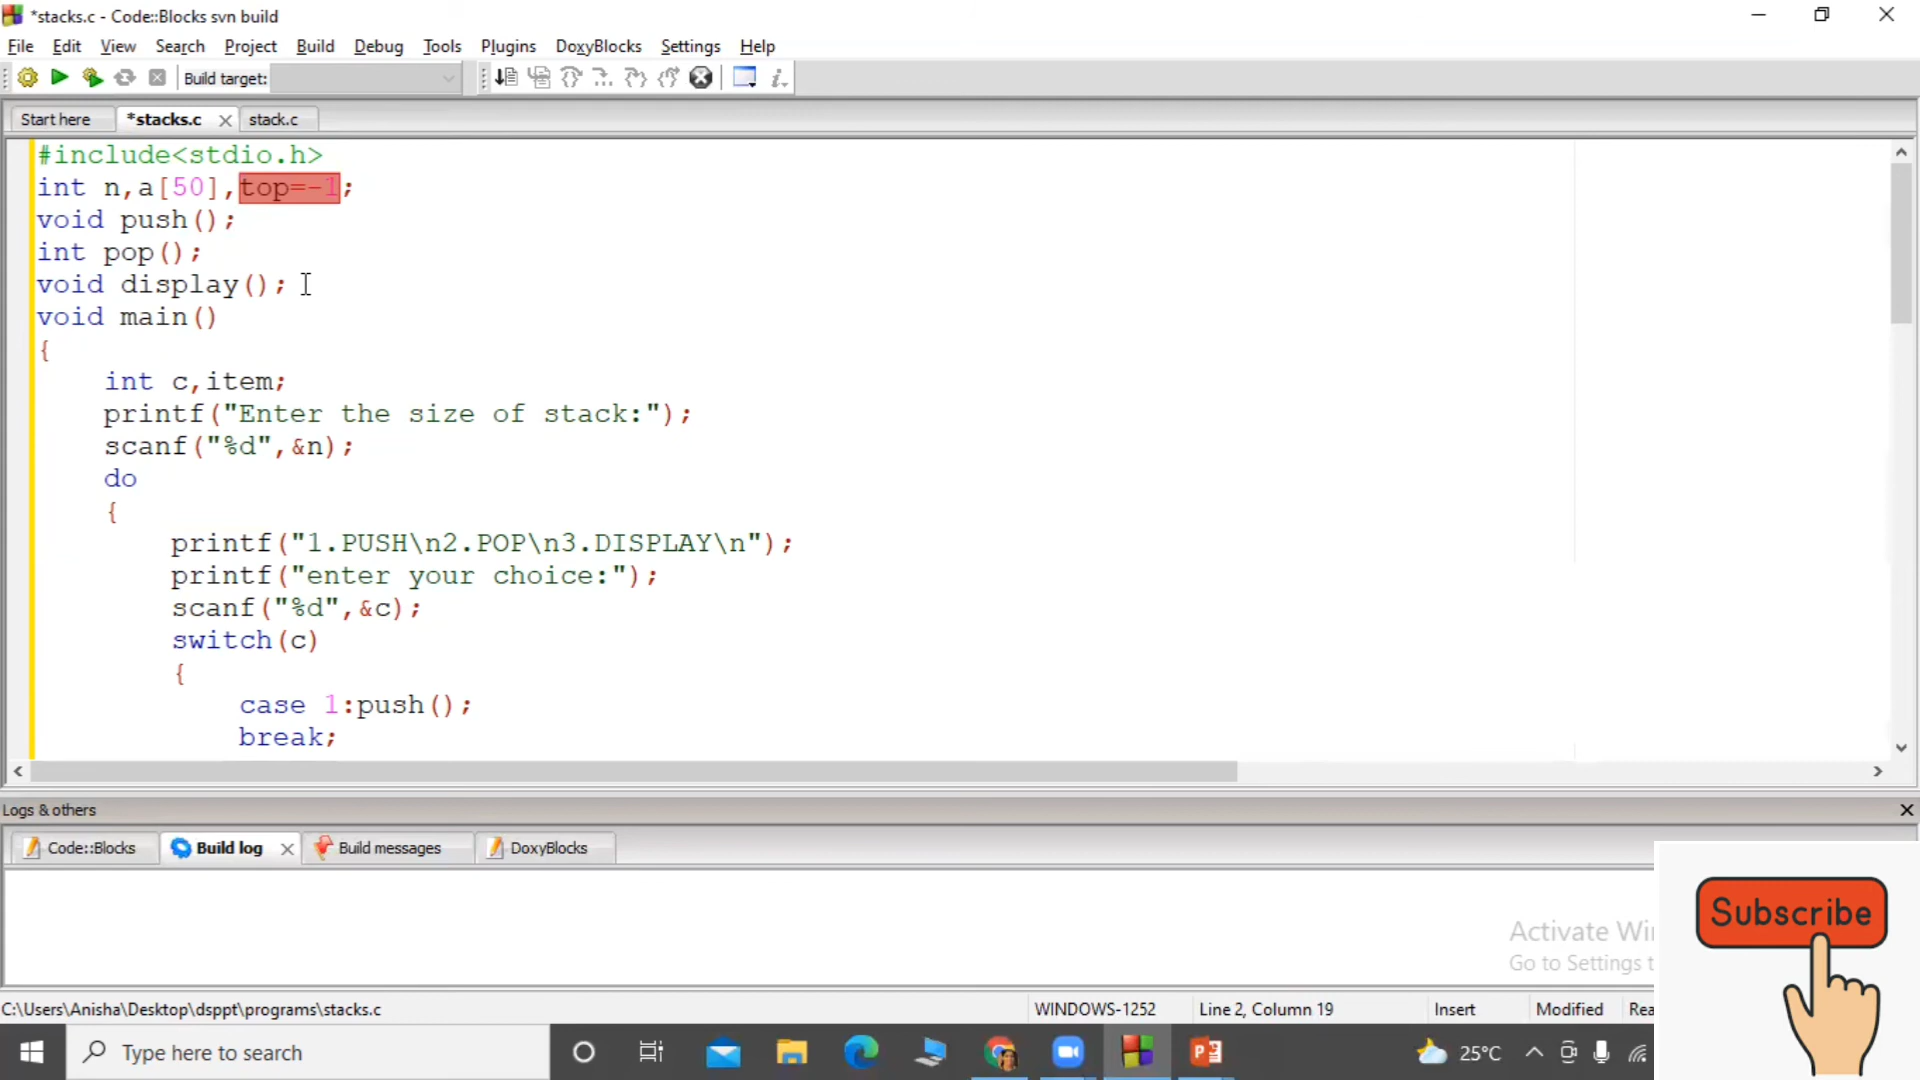 *stacks.c - Code::Blocks svn build
File Edit View Search Project Build Debug Tools Plugins DoxyBlocks Settings Help
Build target:
Start here *stacks.c stack.c
#include<stdio.h>
int n,a[50],top=-1;
void push();
int pop();
void display();
void main()
{
int c,item;
printf("Enter the size of stack:");
scanf("%d",&n);
do
{
printf("1.PUSH\n2.POP\n3.DISPLAY\n");
printf("enter your choice:");
scanf("%d",&c);
switch(c)
{
case 1:push();
break;
Logs & others
Code::Blocks Build log Build messages DoxyBlocks
Activate Wi
Go to Settings t
Subscribe
C:\Users\Anisha\Desktop\dsppt\programs\stacks.c WINDOWS-1252 Line 2, Column 19 Insert Modified Rea
Type here to search 25°C